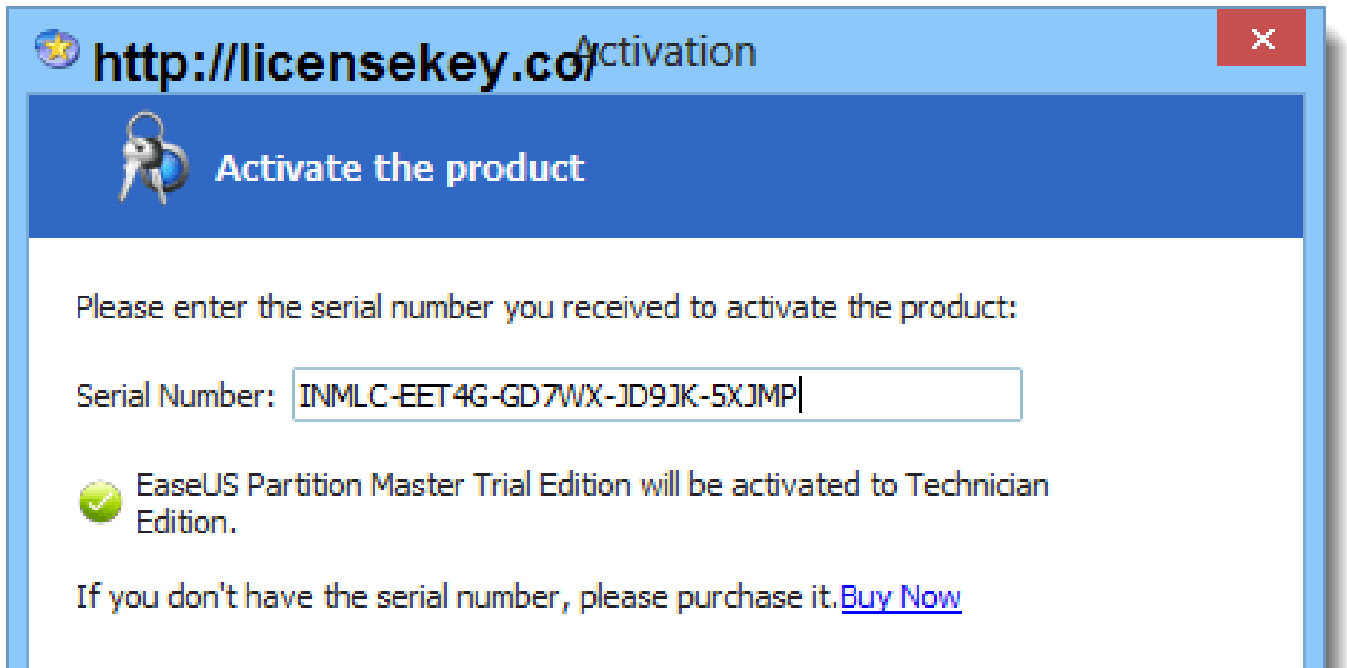 http://licensekey.co/ Activation
Activate the product
Please enter the serial number you received to activate the product:
Serial Number: INMLC-EET4G-GD7WX-JD9JK-5XJMP
EaseUS Partition Master Trial Edition will be activated to Technician
Edition.
If you don't have the serial number, please purchase it.Buy Now